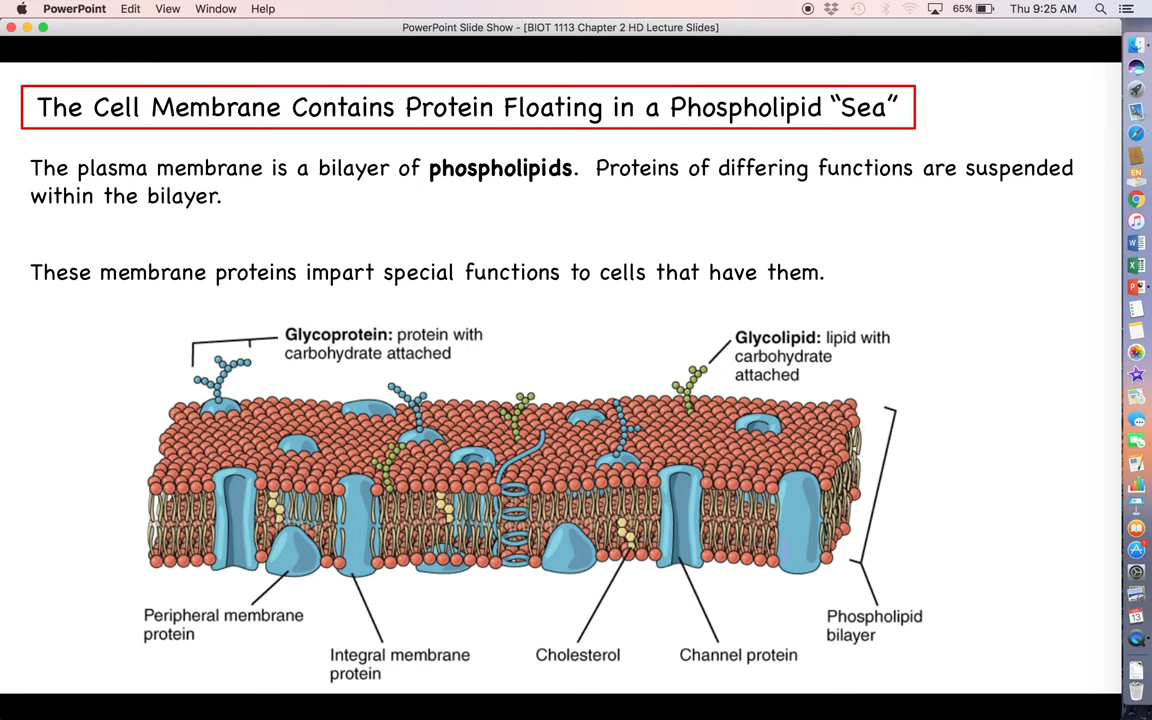 PowerPoint Edit View Window Help 65% Thu 9:25 AM
PowerPoint Slide Show - [BIOT 1113 Chapter 2 HD Lecture Slides]
The Cell Membrane Contains Protein Floating in a Phospholipid “Sea”
The plasma membrane is a bilayer of phospholipids. Proteins of differing functions are suspended
within the bilayer.
These membrane proteins impart special functions to cells that have them.
Glycoprotein: protein with
carbohydrate attached
Glycolipid: lipid with
carbohydrate
attached
Peripheral membrane
protein
Integral membrane
protein
Cholesterol
Channel protein
Phospholipid
bilayer
EN
13